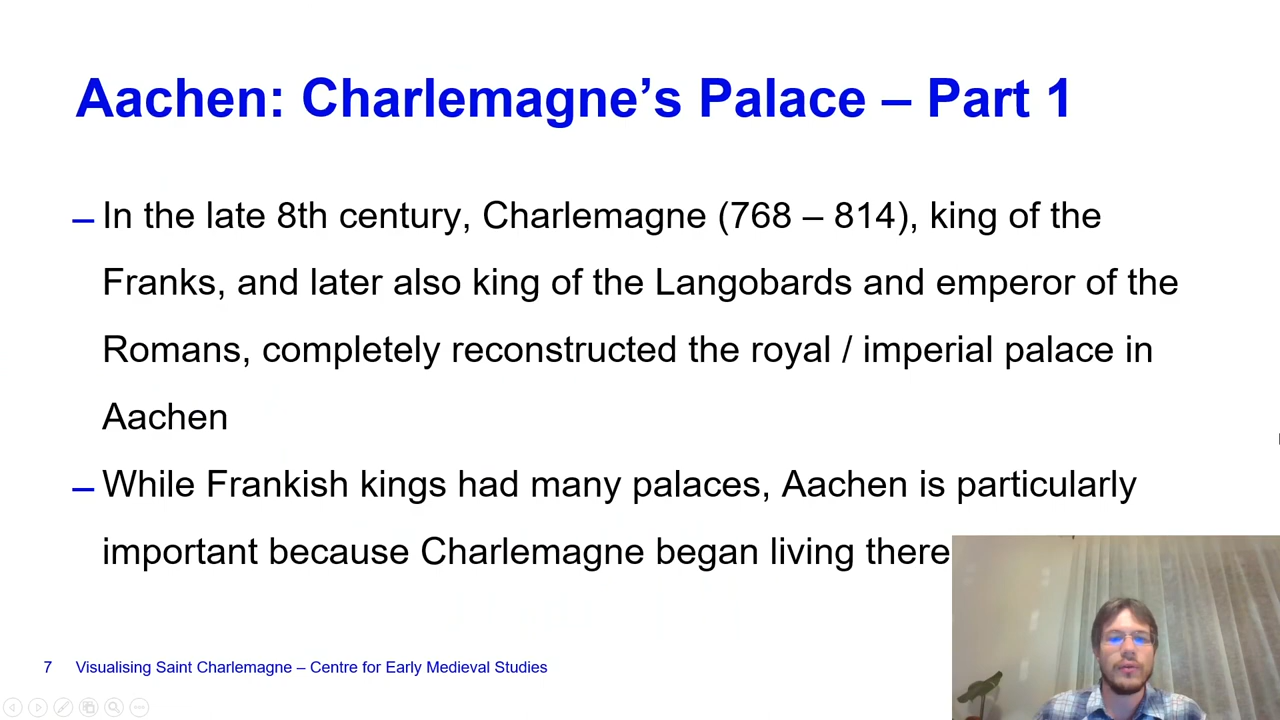 Aachen: Charlemagne’s Palace – Part 1
– In the late 8th century, Charlemagne (768 – 814), king of the
Franks, and later also king of the Langobards and emperor of the
Romans, completely reconstructed the royal / imperial palace in
Aachen
– While Frankish kings had many palaces, Aachen is particularly
important because Charlemagne began living there
7 Visualising Saint Charlemagne – Centre for Early Medieval Studies